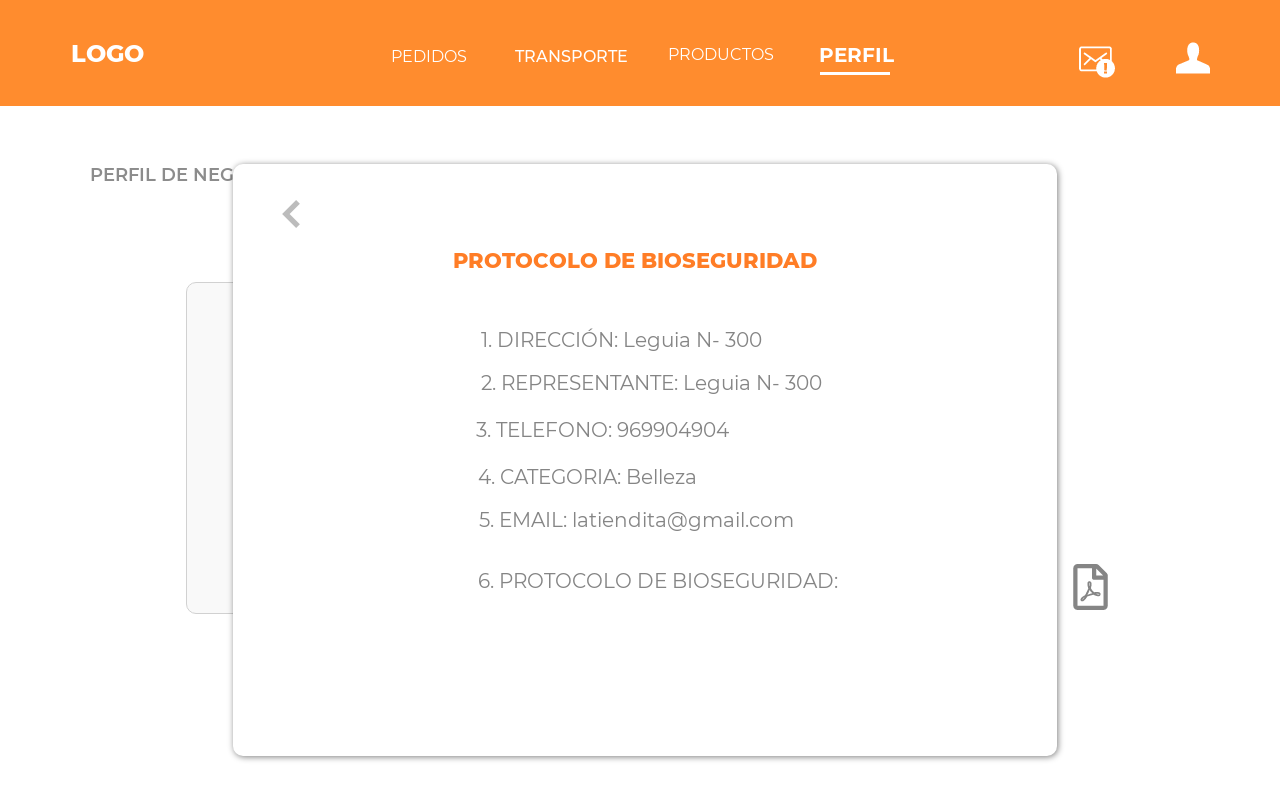 LOGO
PEDIDOS
TRANSPORTE
PRODUCTOS
PERFIL
PERFIL DE NEG
PROTOCOLO DE BIOSEGURIDAD
1. DIRECCIÓN: Leguia N- 300
2. REPRESENTANTE: Leguia N- 300
3. TELEFONO: 969904904
4. CATEGORIA: Belleza
5. EMAIL: latiendita@gmail.com
6. PROTOCOLO DE BIOSEGURIDAD: